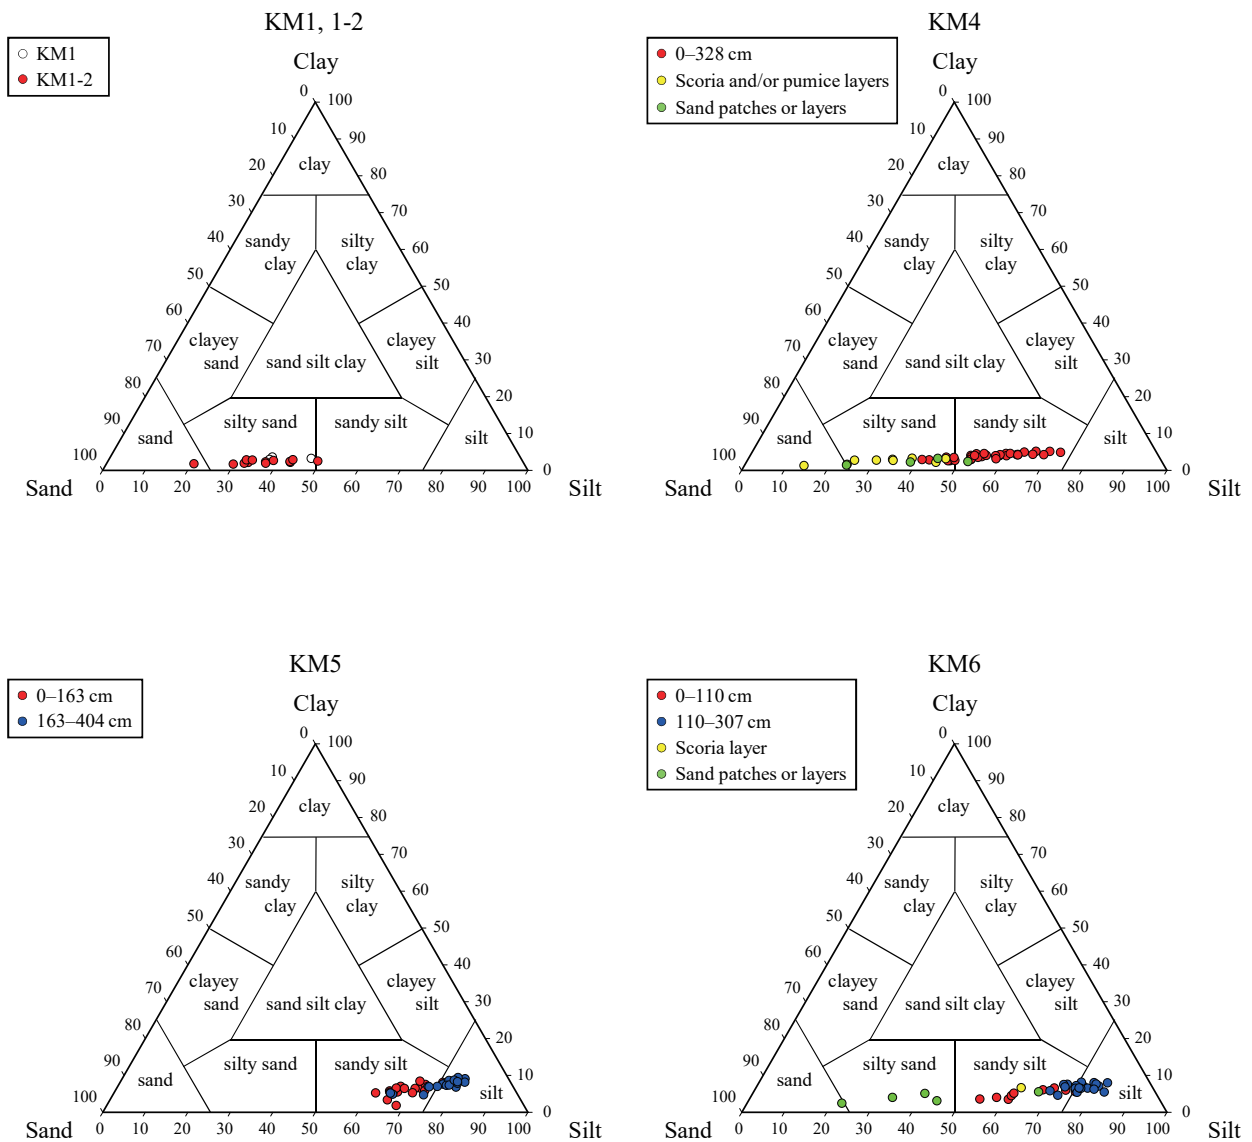 KM1, 1-2
KM1
KM1-2
Clay
0 100
10 90
20 80
30 70
40 60
50 50
60 40
70 30
80 20
90 10
100 0
clay
sandy
clay
silty
clay
clayey
sand
sand silt clay
clayey
silt
sand
silty sand
sandy silt
silt
Sand
0 10 20 30 40 50 60 70 80 90 100
Silt
KM4
0–328 cm
Scoria and/or pumice layers
Sand patches or layers
Clay
0 100
10 90
20 80
30 70
40 60
50 50
60 40
70 30
80 20
90 10
100 0
clay
sandy
clay
silty
clay
clayey
sand
sand silt clay
clayey
silt
sand
silty sand
sandy silt
silt
Sand
0 10 20 30 40 50 60 70 80 90 100
Silt
KM5
0–163 cm
163–404 cm
Clay
0 100
10 90
20 80
30 70
40 60
50 50
60 40
70 30
80 20
90 10
100 0
clay
sandy
clay
silty
clay
clayey
sand
sand silt clay
clayey
silt
sand
silty sand
sandy silt
silt
Sand
0 10 20 30 40 50 60 70 80 90 100
Silt
KM6
0–110 cm
110–307 cm
Scoria layer
Sand patches or layers
Clay
0 100
10 90
20 80
30 70
40 60
50 50
60 40
70 30
80 20
90 10
100 0
clay
sandy
clay
silty
clay
clayey
sand
sand silt clay
clayey
silt
sand
silty sand
sandy silt
silt
Sand
0 10 20 30 40 50 60 70 80 90 100
Silt